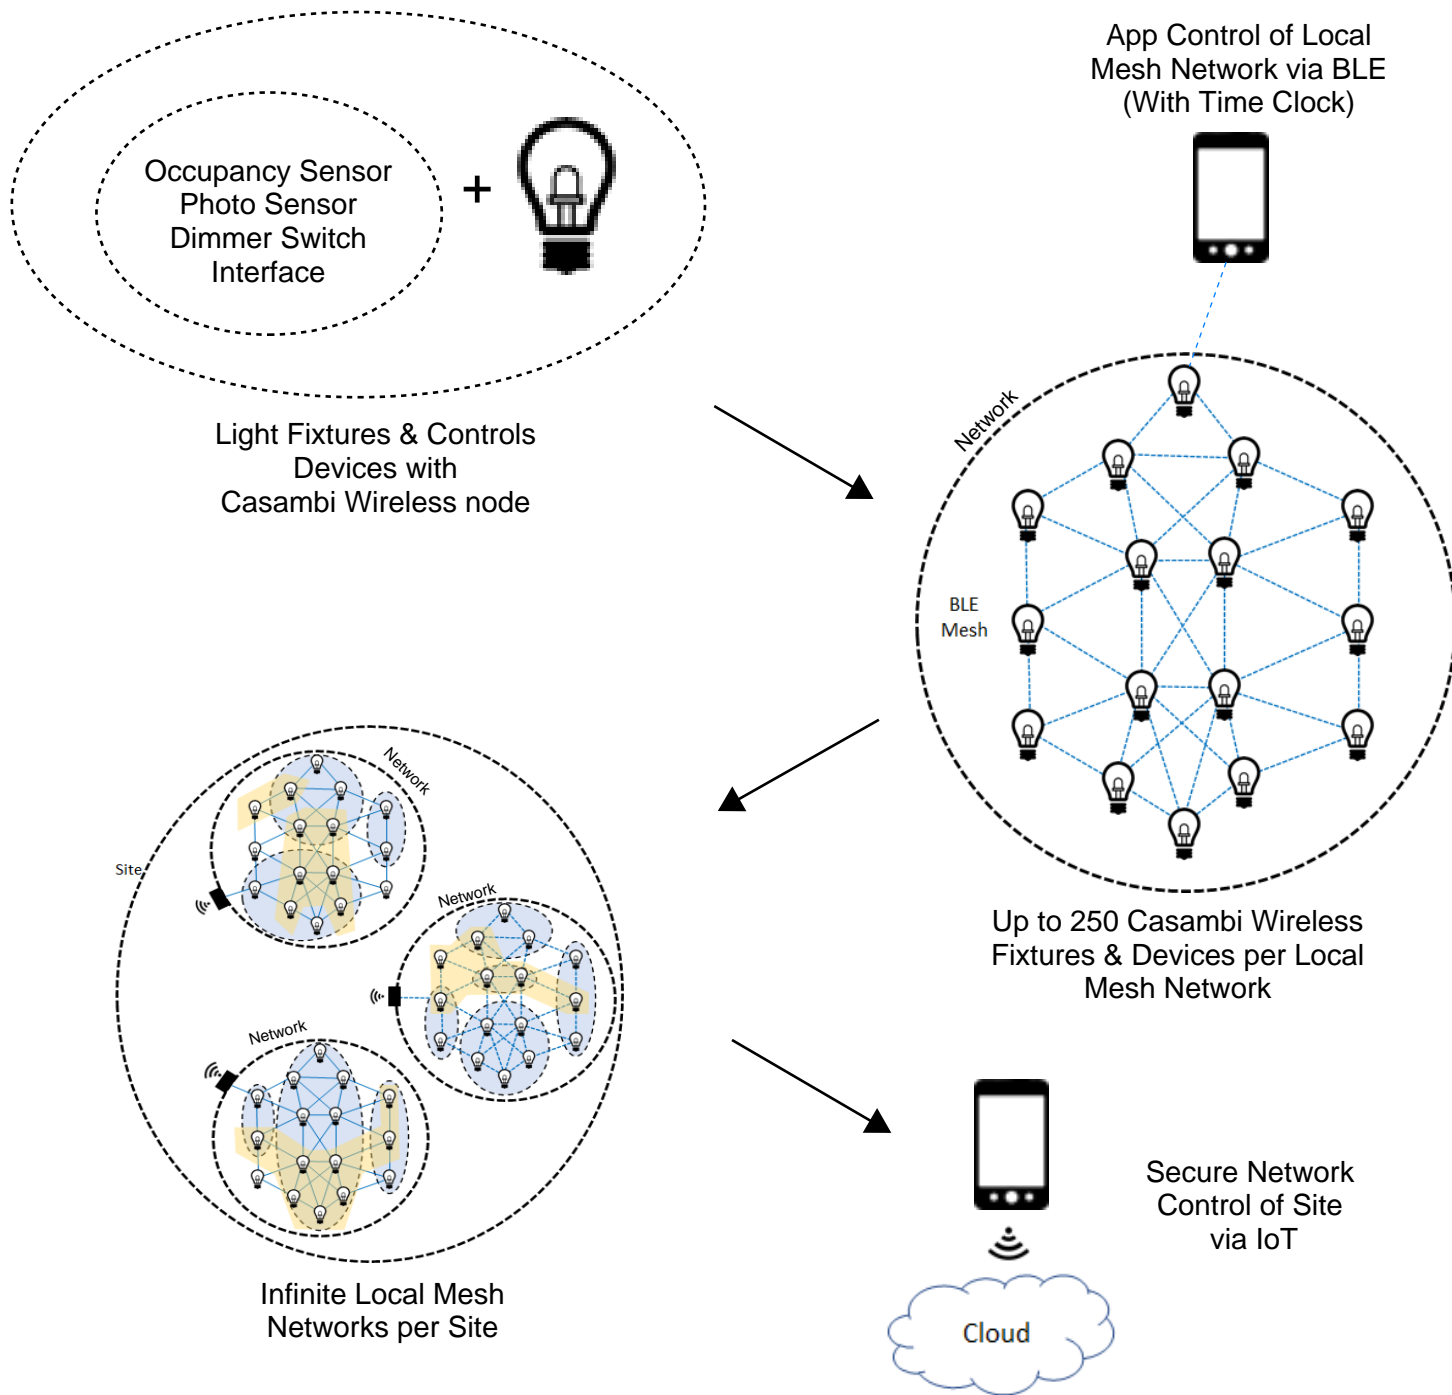 App Control of Local
Mesh Network via BLE
(With Time Clock)
Occupancy Sensor
Photo Sensor
Dimmer Switch
Interface
+
Light Fixtures & Controls
Devices with
Casambi Wireless node
Network
BLE
Mesh
Up to 250 Casambi Wireless
Fixtures & Devices per Local
Mesh Network
Site
Network
Network
Network
Infinite Local Mesh
Networks per Site
Secure Network
Control of Site
via IoT
Cloud